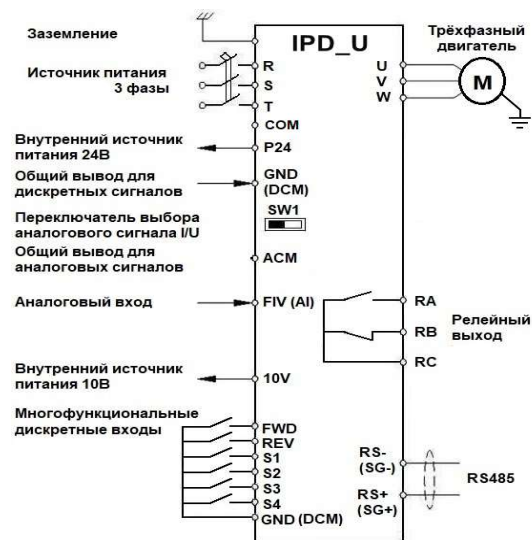 Заземление
IPD_U
Трёхфазный
двигатель
Источник питания
3 фазы
R
S
T
U
V
W
M
COM
Внутренний источник
питания 24В
P24
Общий вывод для
дискретных сигналов
GND
(DCM)
SW1
Переключатель выбора
аналогового сигнала I/U
Общий вывод для
аналоговых сигналов
ACM
Аналоговый вход
FIV (AI)
RA
RB
RC
Релейный
выход
Внутренний источник
питания 10В
10V
Многофункциональные
дискретные входы
FWD
REV
S1
S2
S3
S4
GND (DCM)
RS-
(SG-)
RS+
(SG+)
RS485